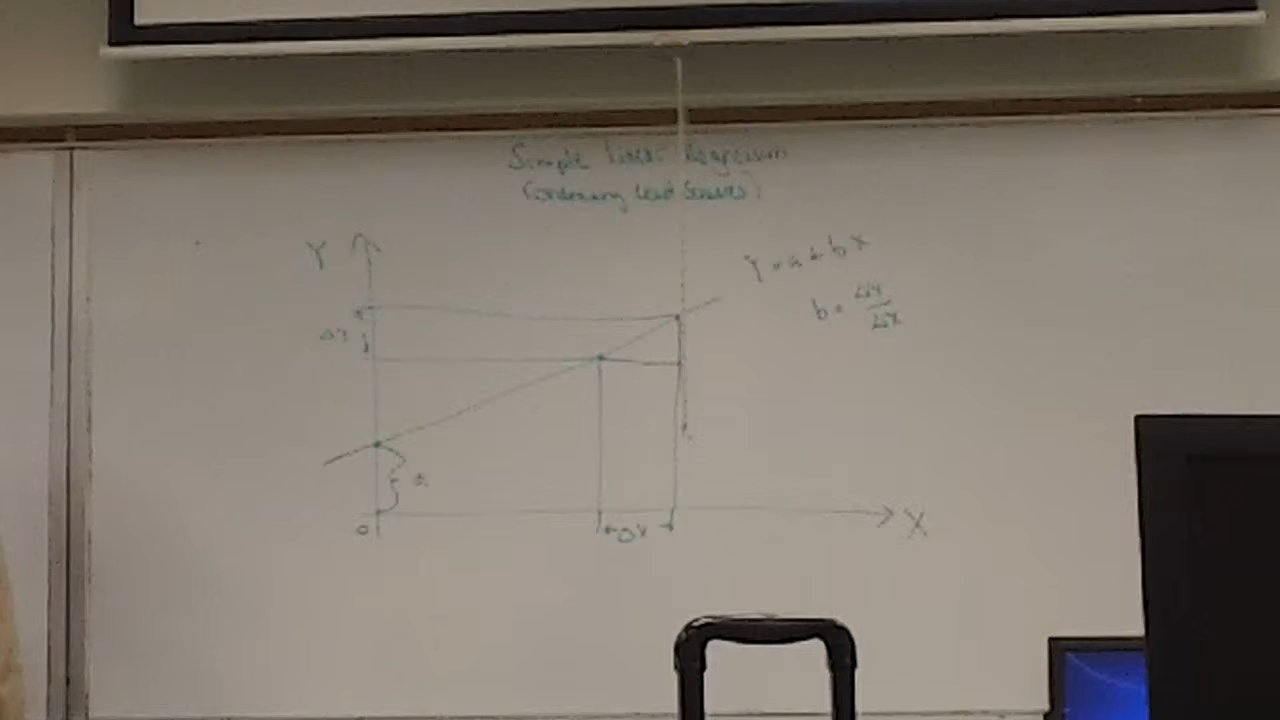 Simple Linear Regression
(Ordinary Least Squares)
Y
Y = a + bX
b = ΔY
ΔX
ΔY
a
0
ΔX
X